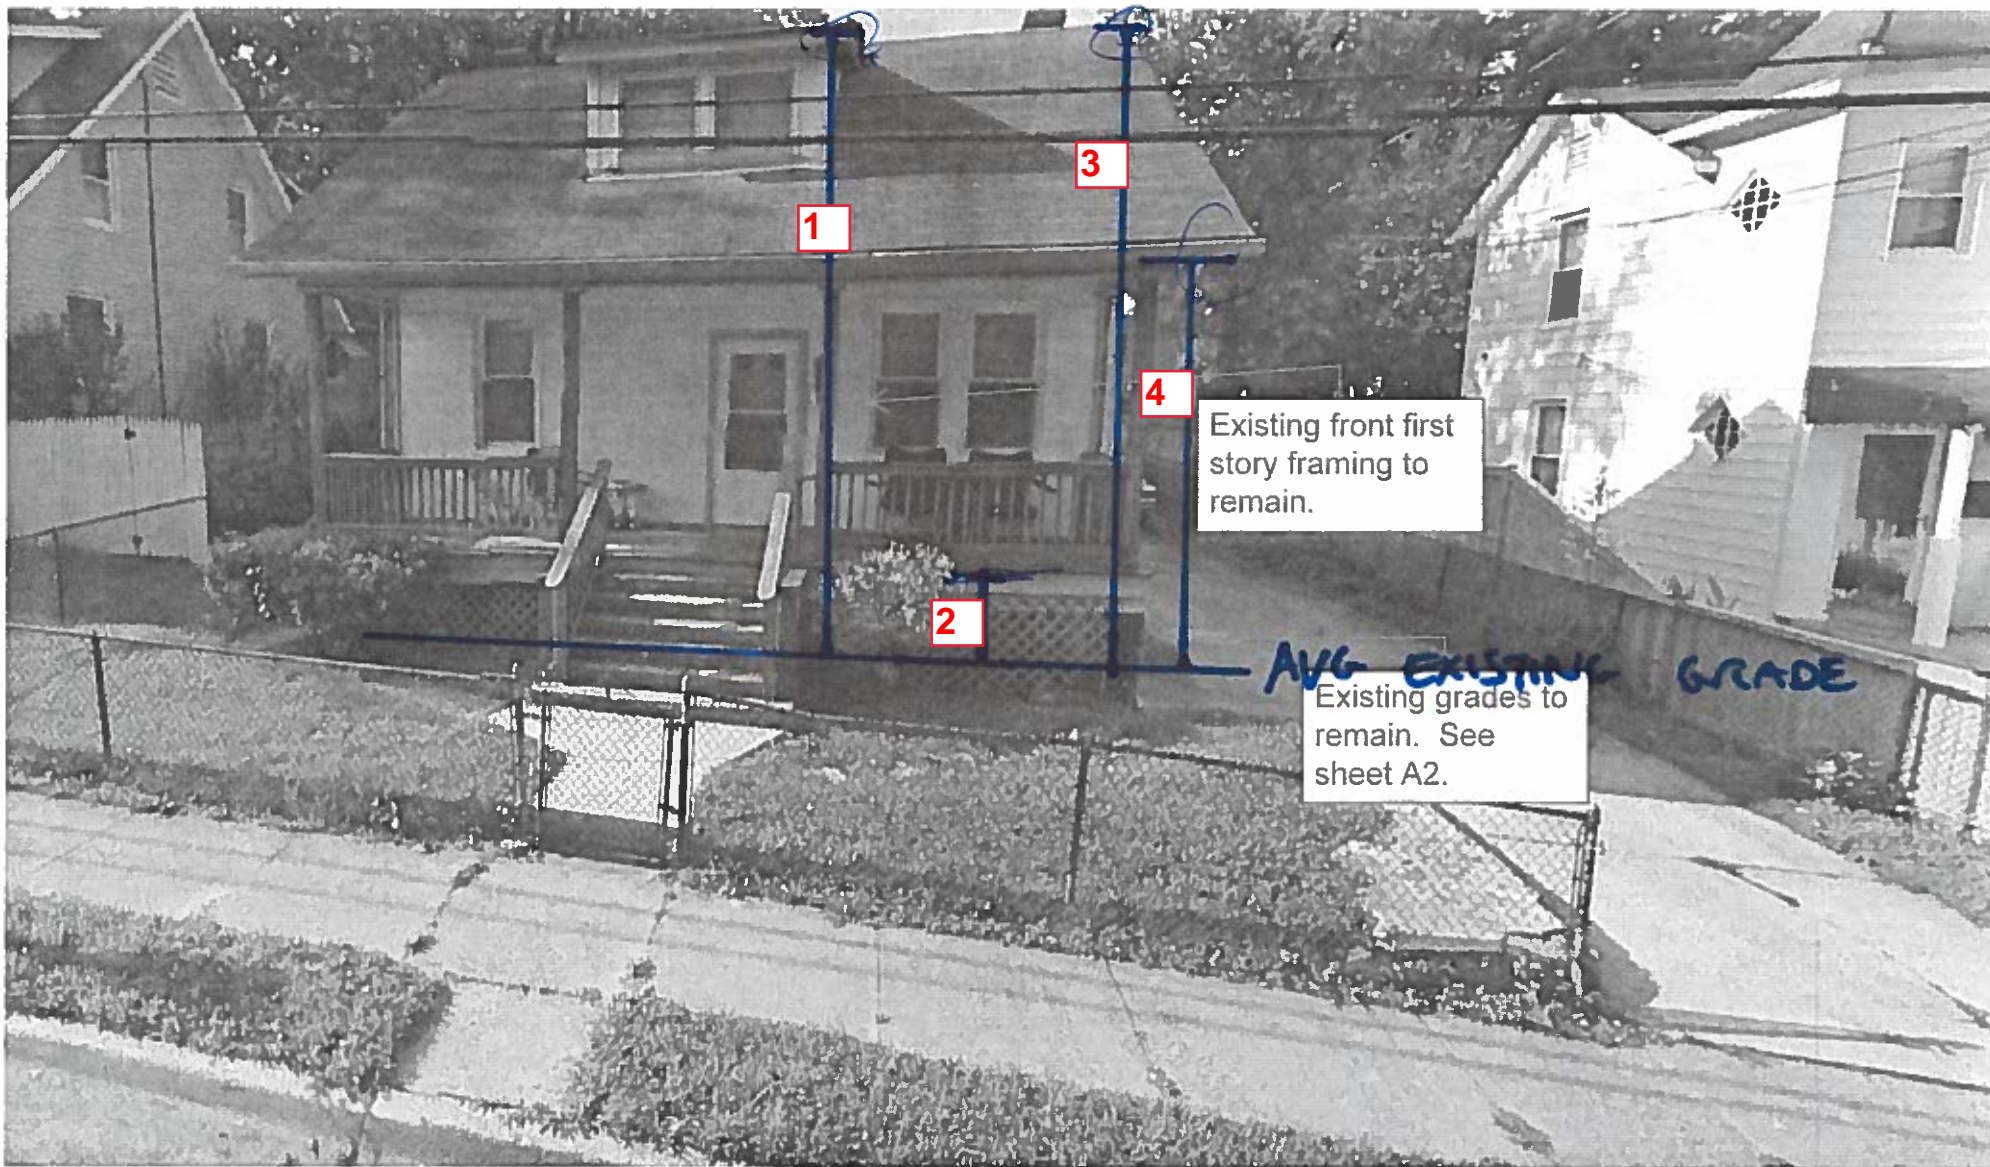 3
1
4
Existing front first
story framing to
remain.
2
AVG EXISTING GRADE
Existing grades to
remain. See
sheet A2.